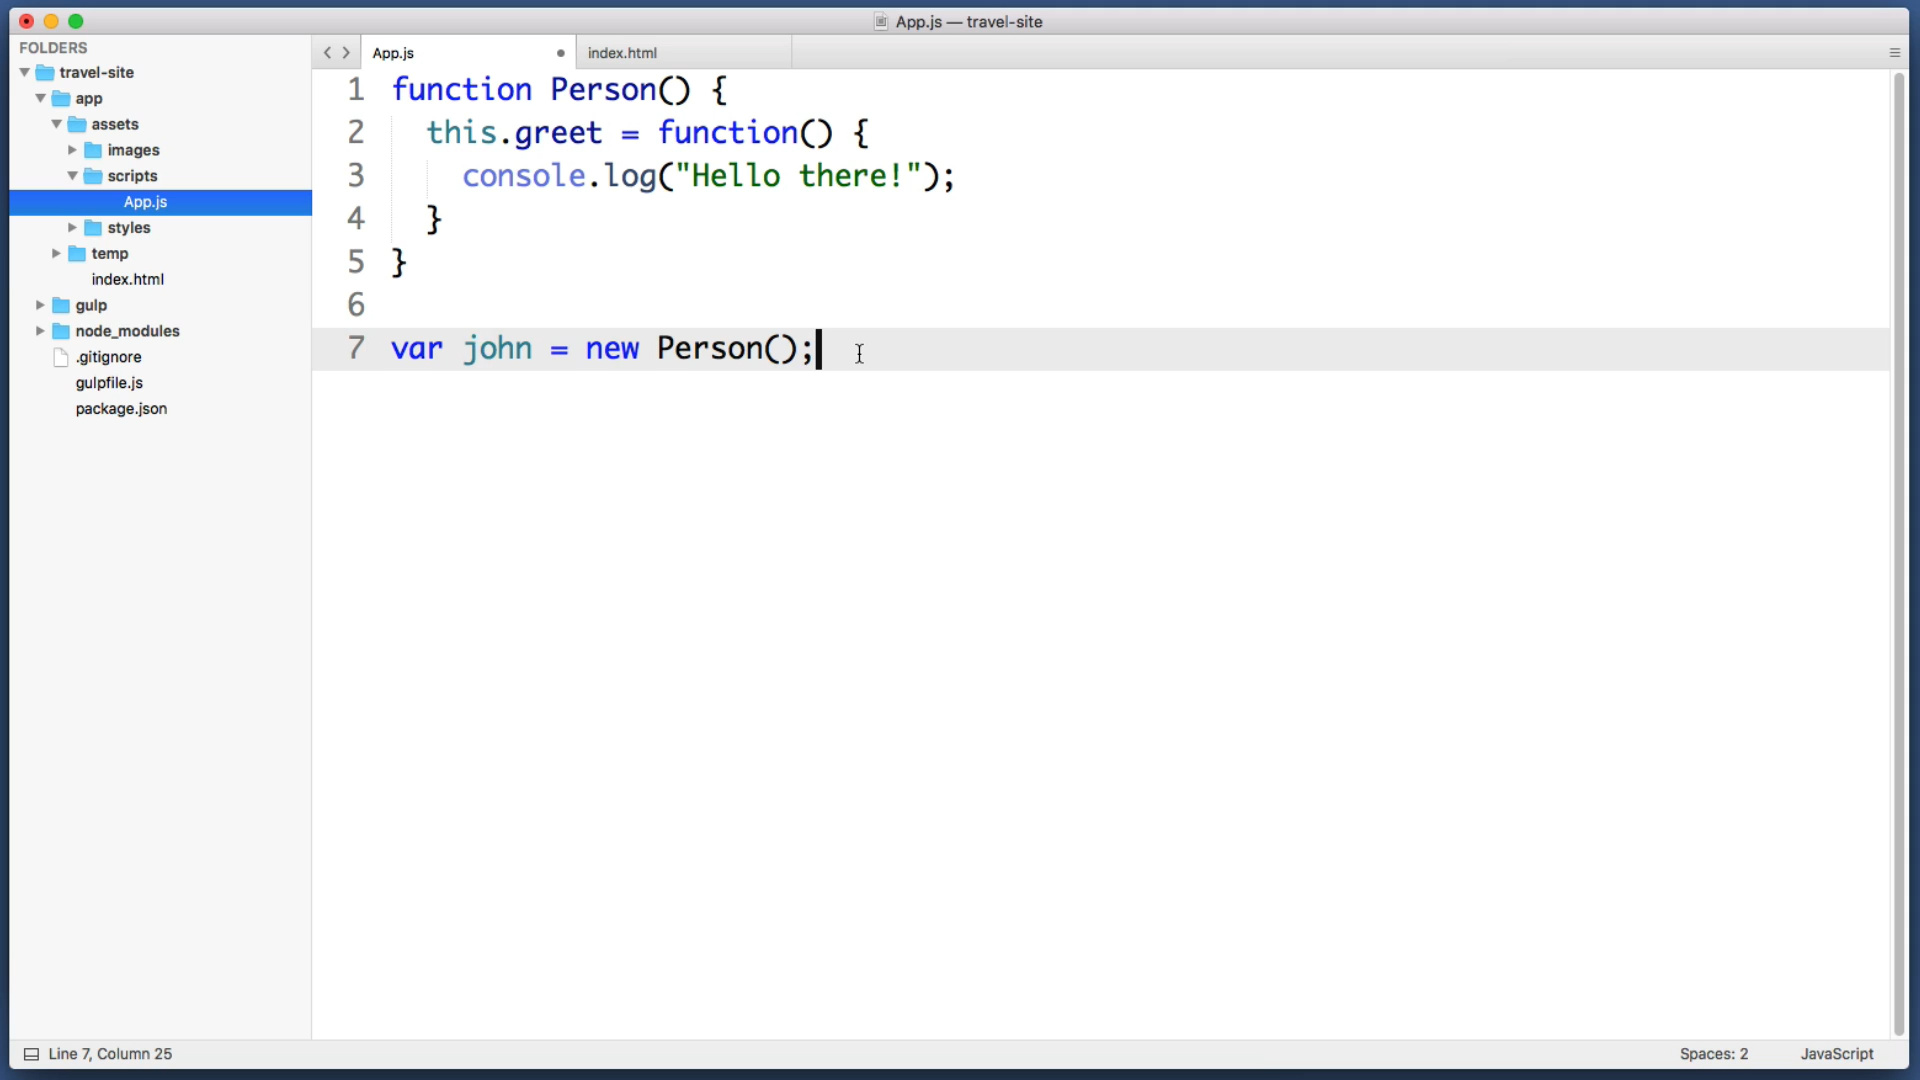 App.js — travel-site
FOLDERS
travel-site
app
assets
images
scripts
App.js
styles
temp
index.html
gulp
node_modules
.gitignore
gulpfile.js
package.json
App.js
index.html
1 function Person() {
2 this.greet = function() {
3 console.log("Hello there!");
4 }
5 }
6
7 var john = new Person();
Line 7, Column 25
Spaces: 2
JavaScript